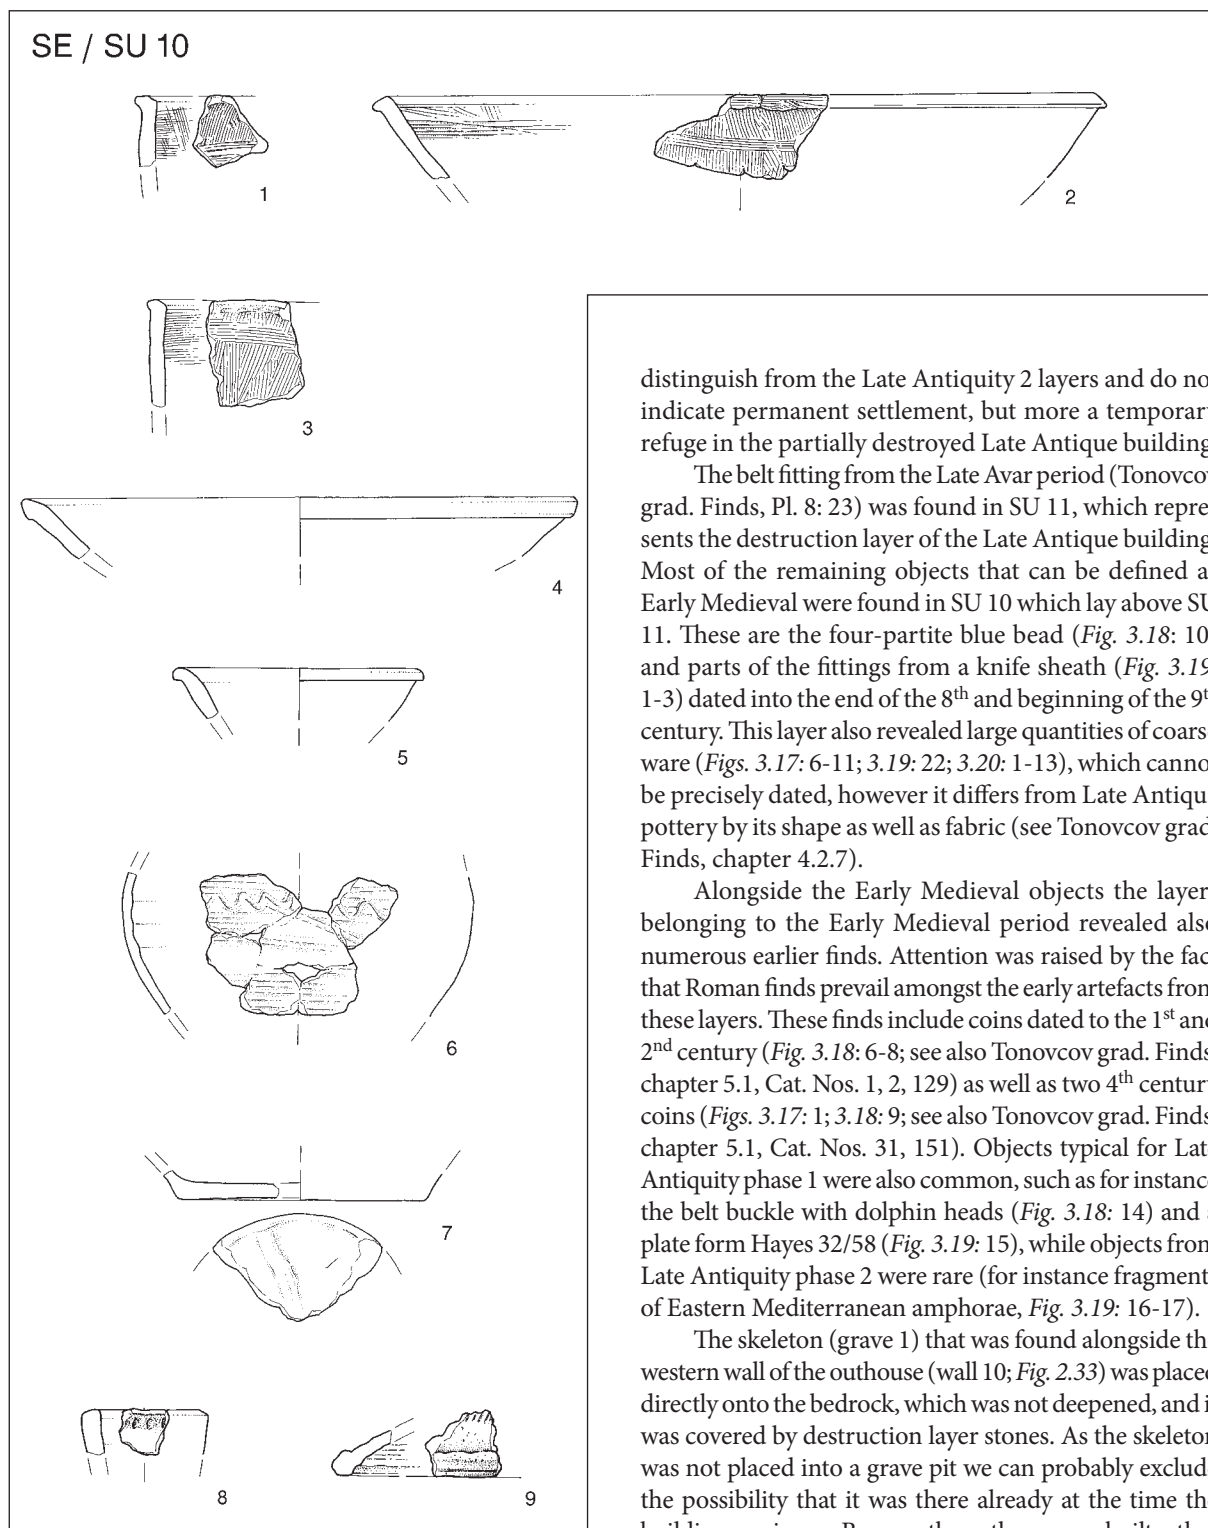 SE / SU 10
1
2
3
4
5
6
7
8
9
distinguish from the Late Antiquity 2 layers and do no
indicate permanent settlement, but more a temporar
refuge in the partially destroyed Late Antique building
The belt fitting from the Late Avar period (Tonovcov
grad. Finds, Pl. 8: 23) was found in SU 11, which repre
sents the destruction layer of the Late Antique building
Most of the remaining objects that can be defined a
Early Medieval were found in SU 10 which lay above SU
11. These are the four-partite blue bead (Fig. 3.18: 10
and parts of the fittings from a knife sheath (Fig. 3.19
1-3) dated into the end of the 8th and beginning of the 9t
century. This layer also revealed large quantities of coars
ware (Figs. 3.17: 6-11; 3.19: 22; 3.20: 1-13), which canno
be precisely dated, however it differs from Late Antiqu
pottery by its shape as well as fabric (see Tonovcov grad
Finds, chapter 4.2.7).
Alongside the Early Medieval objects the layer
belonging to the Early Medieval period revealed also
numerous earlier finds. Attention was raised by the fac
that Roman finds prevail amongst the early artefacts from
these layers. These finds include coins dated to the 1st and
2nd century (Fig. 3.18: 6-8; see also Tonovcov grad. Finds
chapter 5.1, Cat. Nos. 1, 2, 129) as well as two 4th century
coins (Figs. 3.17: 1; 3.18: 9; see also Tonovcov grad. Finds
chapter 5.1, Cat. Nos. 31, 151). Objects typical for Lat
Antiquity phase 1 were also common, such as for instance
the belt buckle with dolphin heads (Fig. 3.18: 14) and a
plate form Hayes 32/58 (Fig. 3.19: 15), while objects from
Late Antiquity phase 2 were rare (for instance fragment
of Eastern Mediterranean amphorae, Fig. 3.19: 16-17).
The skeleton (grave 1) that was found alongside th
western wall of the outhouse (wall 10; Fig. 2.33) was placed
directly onto the bedrock, which was not deepened, and i
was covered by destruction layer stones. As the skeleton
was not placed into a grave pit we can probably exclud
the possibility that it was there already at the time th